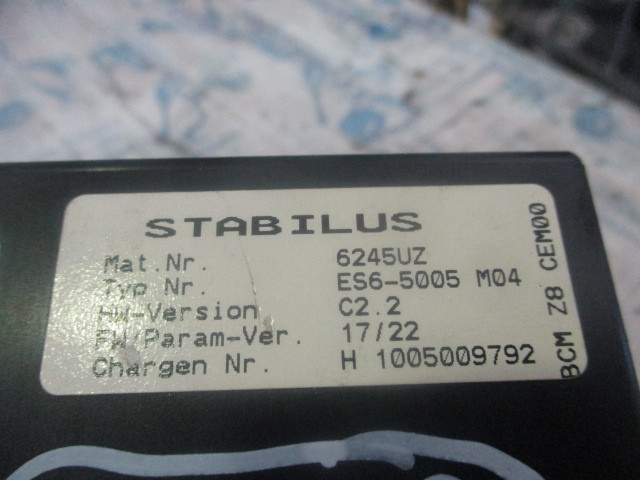 STABILUS
Mat.Nr. 6245UZ
Typ Nr. ES6-5005 M04
HW-Version C2.2
FW/Param-Ver. 17/22
Chargen Nr. H 1005009792
BCM Z8 CEM00